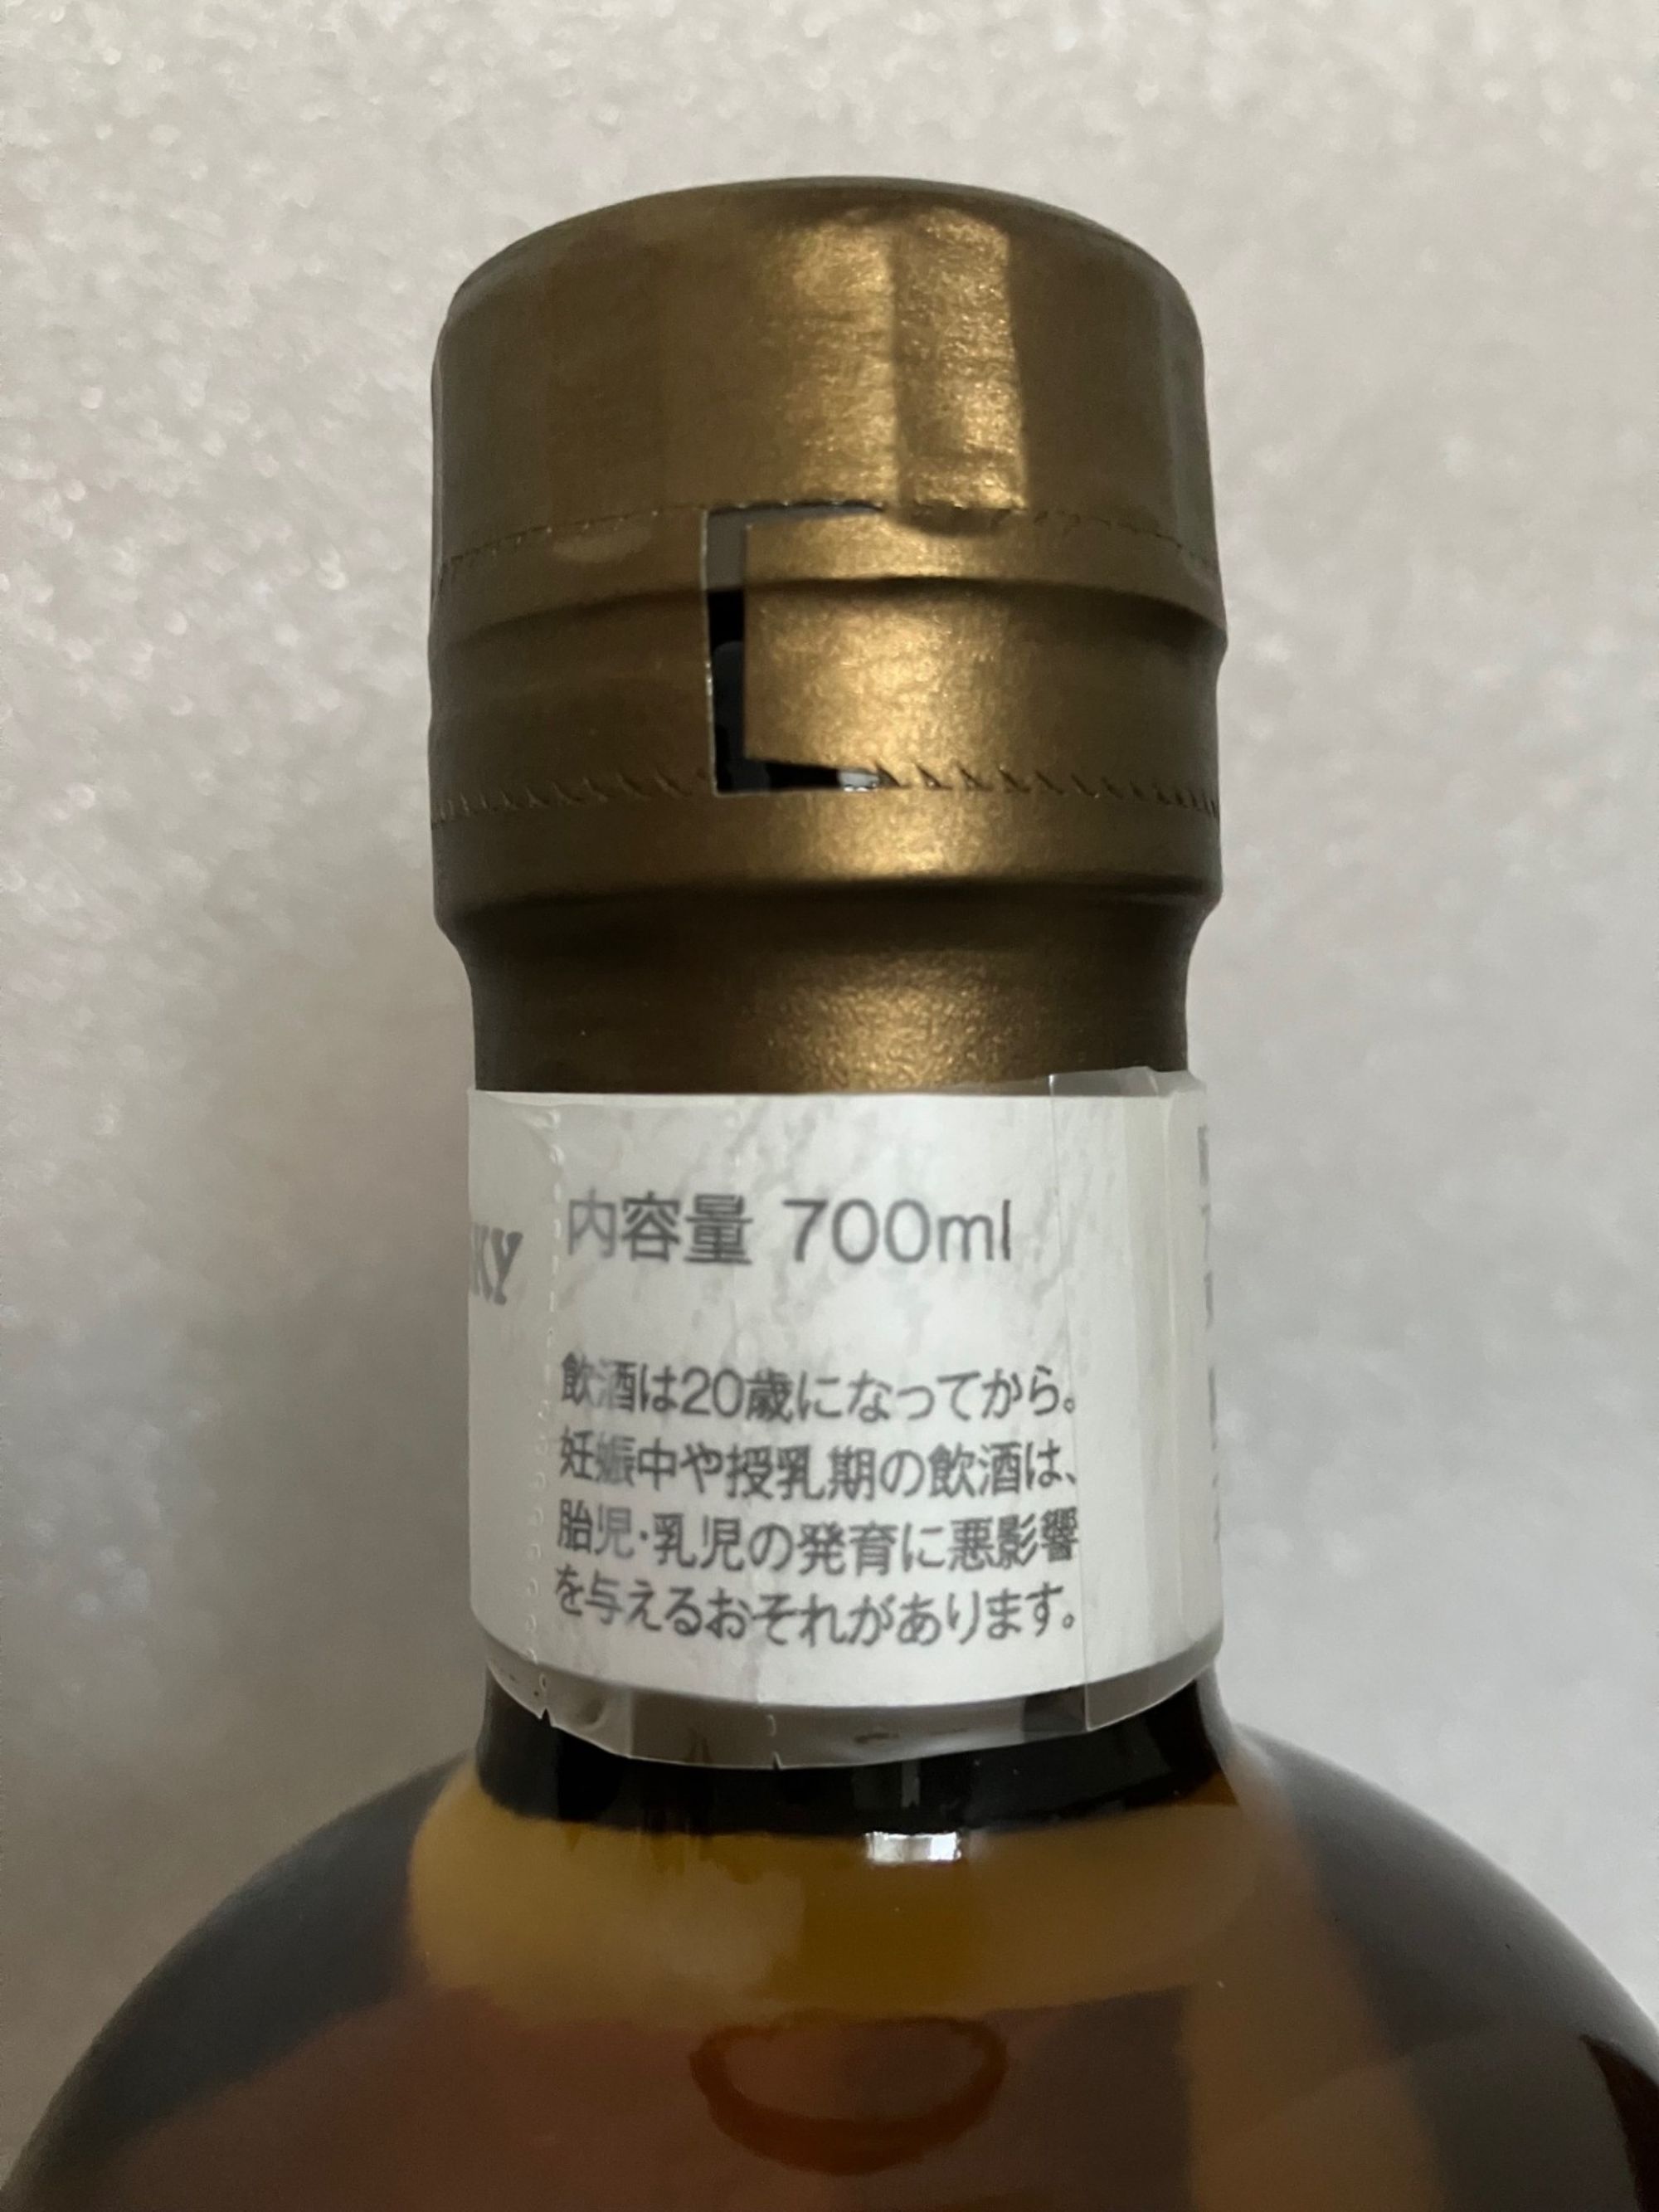 内容量 700ml
飲酒は20歳になってから。
妊娠中や授乳期の飲酒は、
胎児・乳児の発育に悪影響
を与えるおそれがあります。